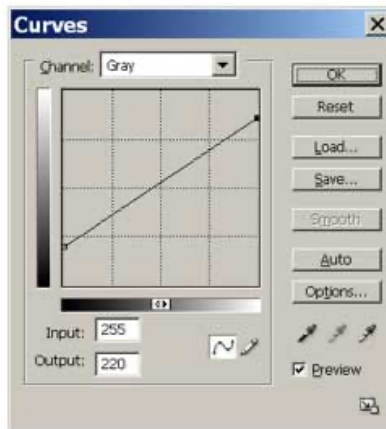 Curves
Channel: Gray
OK
Reset
Load...
Save...
Smooth
Auto
Options...
Input: 255
Output: 220
Preview